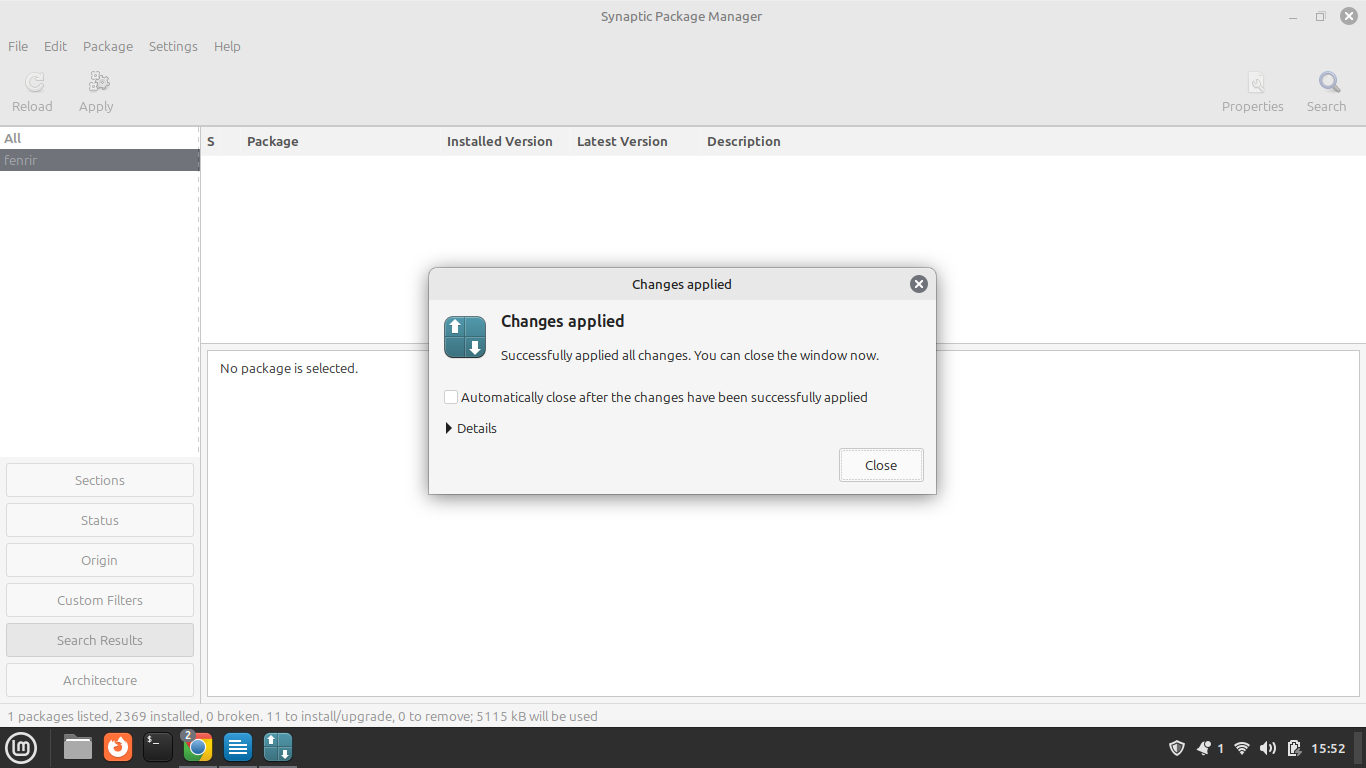 Synaptic Package Manager
File Edit Package Settings Help
Reload Apply Properties Search
All
fenrir
S Package Installed Version Latest Version Description
Changes applied
Changes applied
Successfully applied all changes. You can close the window now.
Automatically close after the changes have been successfully applied
Details
Close
No package is selected.
Sections
Status
Origin
Custom Filters
Search Results
Architecture
1 packages listed, 2369 installed, 0 broken. 11 to install/upgrade, 0 to remove; 5115 kB will be used
2
1 15:52